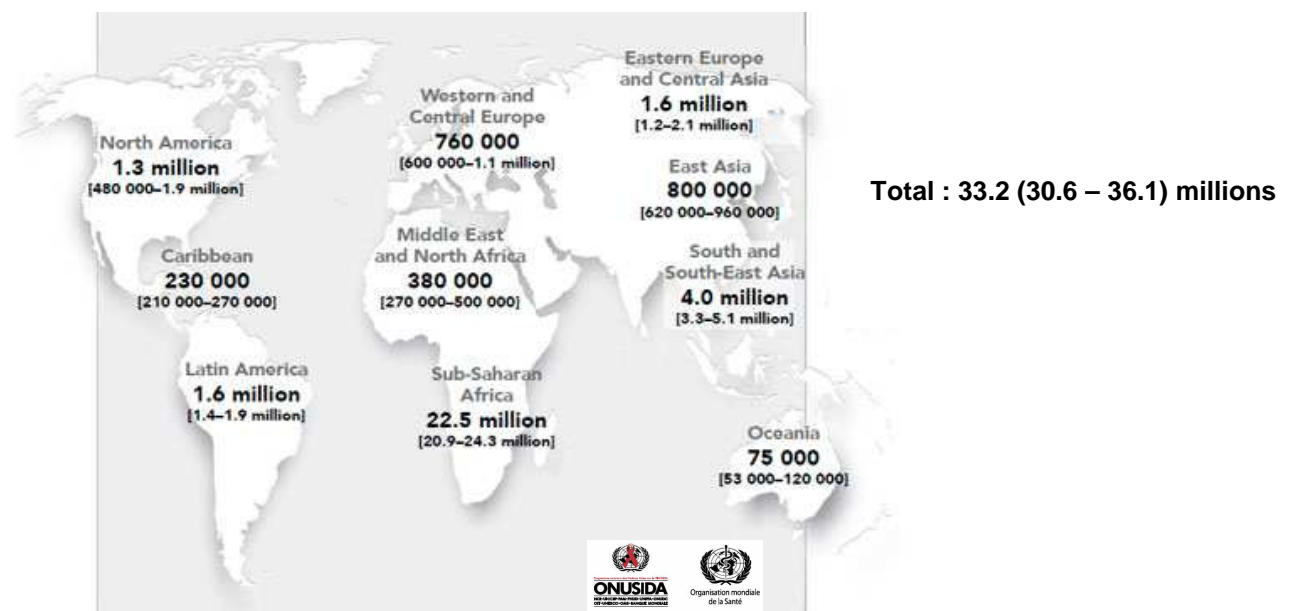 North America
1.3 million
[480 000–1.9 million]
Caribbean
230 000
[210 000–270 000]
Latin America
1.6 million
[1.4–1.9 million]
Western and
Central Europe
760 000
[600 000–1.1 million]
Middle East
and North Africa
380 000
[270 000–500 000]
Sub-Saharan
Africa
22.5 million
[20.9–24.3 million]
Eastern Europe
and Central Asia
1.6 million
[1.2–2.1 million]
East Asia
800 000
[620 000–960 000]
South and
South-East Asia
4.0 million
[3.3–5.1 million]
Oceania
75 000
[53 000–120 000]
Total : 33.2 (30.6 – 36.1) millions
ONUSIDA
Organisation mondiale
de la Santé